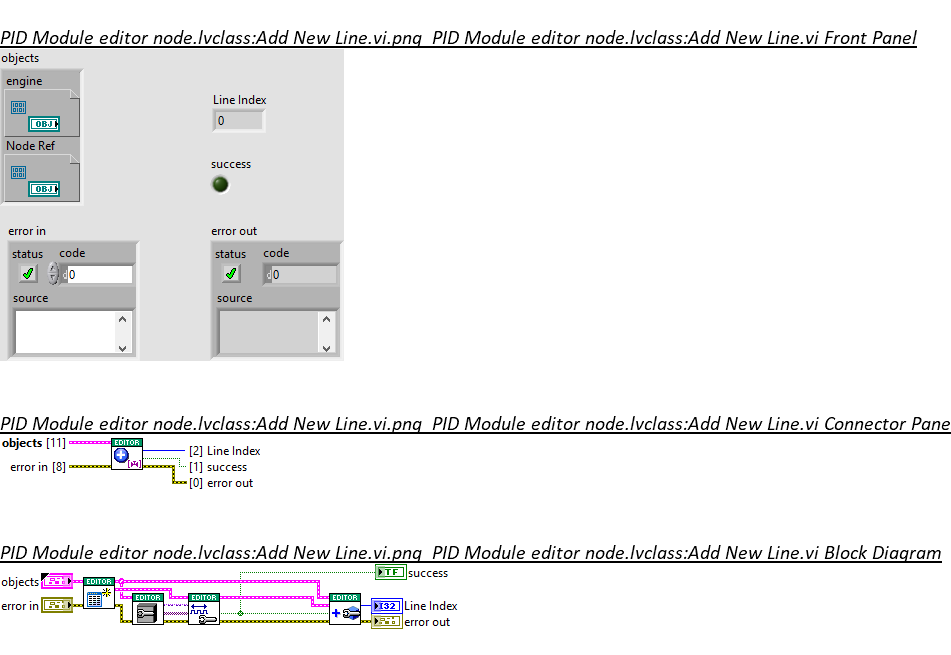 PID Module editor node.lvclass:Add New Line.vi.png PID Module editor node.lvclass:Add New Line.vi Front Panel
objects
engine
OBJ
Node Ref
OBJ
Line Index
0
success
error in
status code
0
source
error out
status code
0
source
PID Module editor node.lvclass:Add New Line.vi.png PID Module editor node.lvclass:Add New Line.vi Connector Pane
objects [11]
error in [8]
EDITOR
[2] Line Index
[1] success
[0] error out
PID Module editor node.lvclass:Add New Line.vi.png PID Module editor node.lvclass:Add New Line.vi Block Diagram
objects
error in
EDITOR
EDITOR
EDITOR
EDITOR
TF success
I32 Line Index
error out